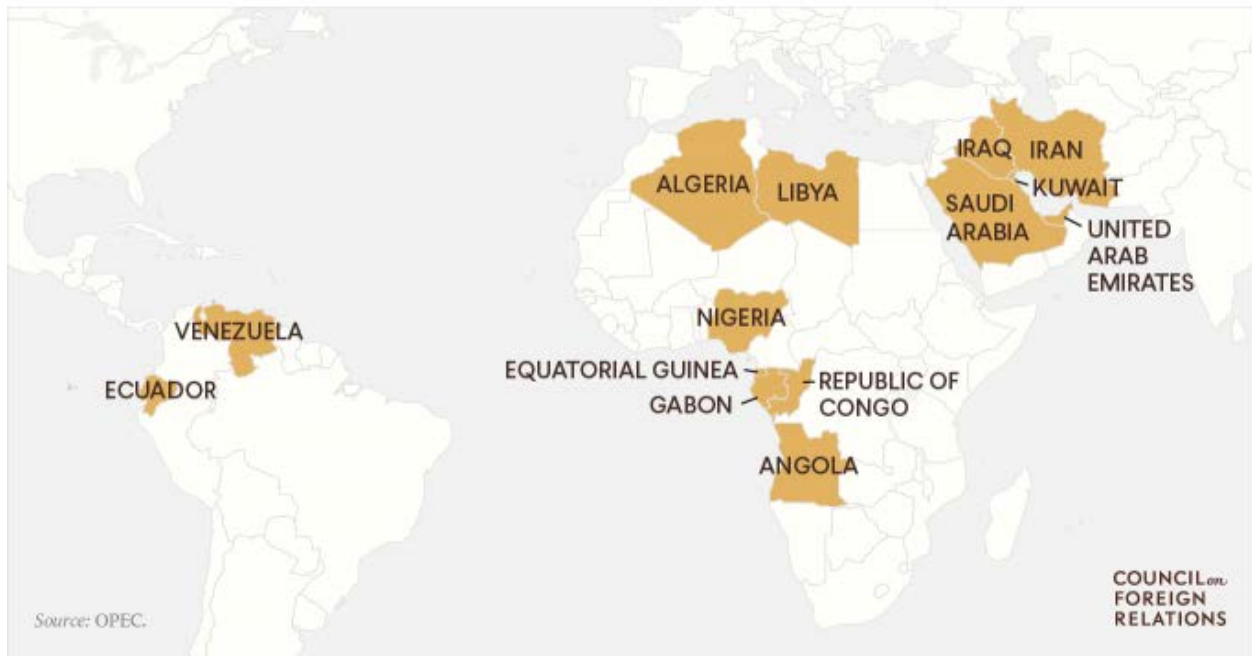 IRAQ
IRAN
ALGERIA
LIBYA
KUWAIT
SAUDI
ARABIA
UNITED
ARAB
EMIRATES
NIGERIA
VENEZUELA
EQUATORIAL GUINEA
REPUBLIC OF
CONGO
ECUADOR
GABON
ANGOLA
COUNCIL on
FOREIGN
RELATIONS
Source: OPEC.